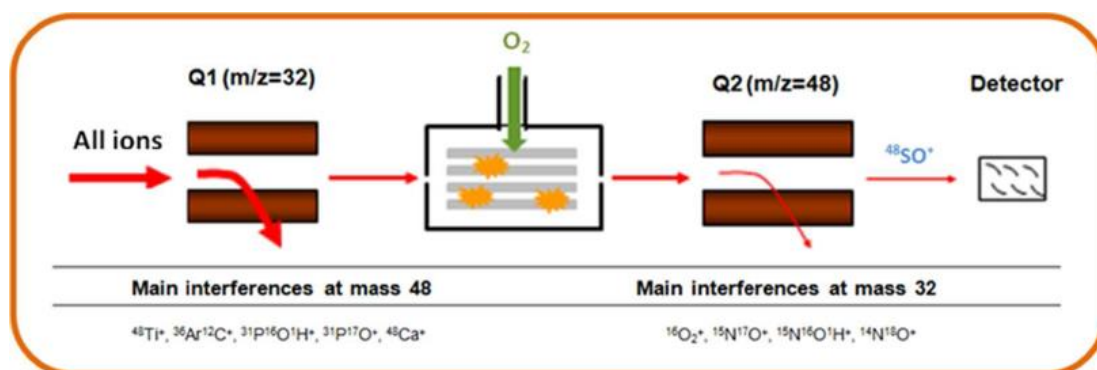 O₂
Q1 (m/z=32)
Q2 (m/z=48)
Detector
All ions
⁴⁸SO⁺
Main interferences at mass 48
Main interferences at mass 32
⁴⁸Ti⁺, ³⁶Ar¹²C⁺, ³¹P¹⁶O¹H⁺, ³¹P¹⁷O⁺, ⁴⁸Ca⁺
¹⁶O₂⁺, ¹⁵N¹⁷O⁺, ¹⁵N¹⁶O¹H⁺, ¹⁴N¹⁸O⁺